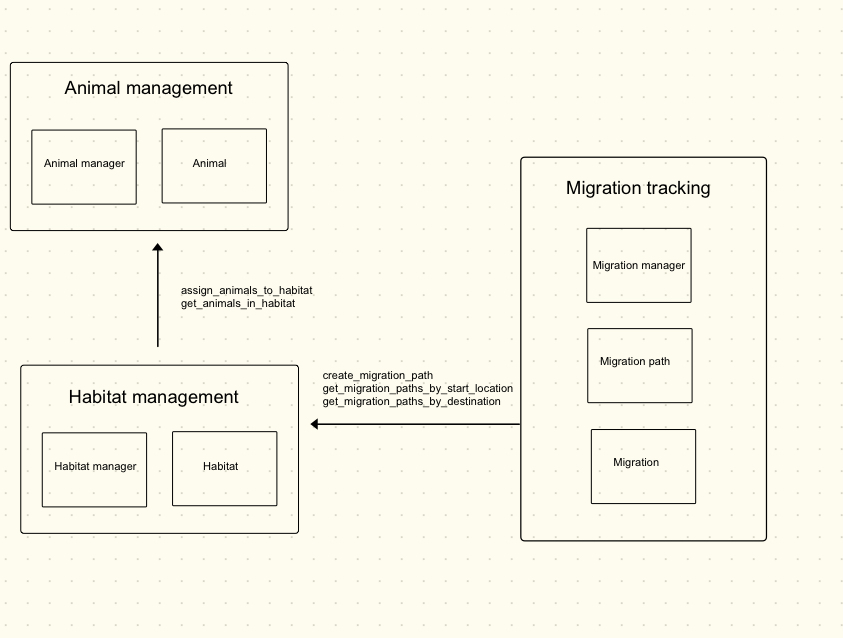 Animal management
Animal manager
Animal
assign_animals_to_habitat
get_animals_in_habitat
Habitat management
Habitat manager
Habitat
create_migration_path
get_migration_paths_by_start_location
get_migration_paths_by_destination
Migration tracking
Migration manager
Migration path
Migration